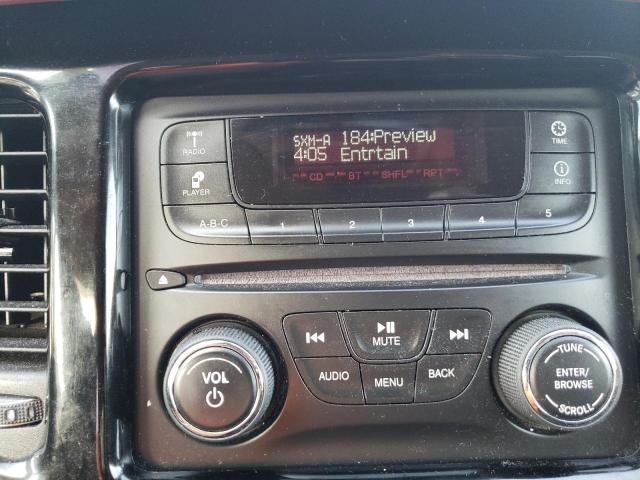 SXM-A 184:Preview
4:05 Entrtain
CD BT SHFL RPT
RADIO
TIME
PLAYER
INFO
A-B-C 1 2 3 4 5
MUTE
VOL
AUDIO MENU BACK
TUNE
ENTER/
BROWSE
SCROLL